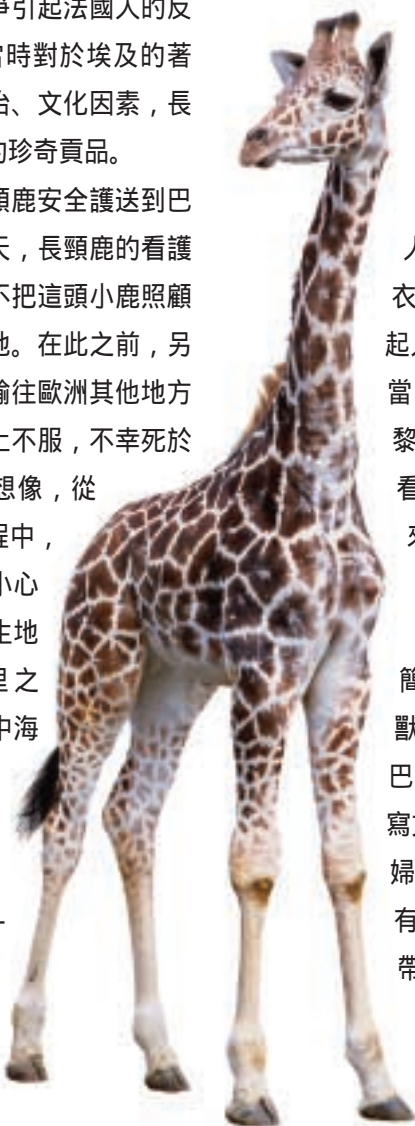 爭引起法國人的反
當時對於埃及的著
治、文化因素，長
的珍奇貢品。
頸鹿安全護送到巴
天，長頸鹿的看護
不把這頭小鹿照顧
地。在此之前，另
輸往歐洲其他地方
土不服，不幸死於
想像，從
程中，
小心
生地
里之
中海
人
衣
起
當
黎
看
簡
獸
巴
寫
婦
有
帶